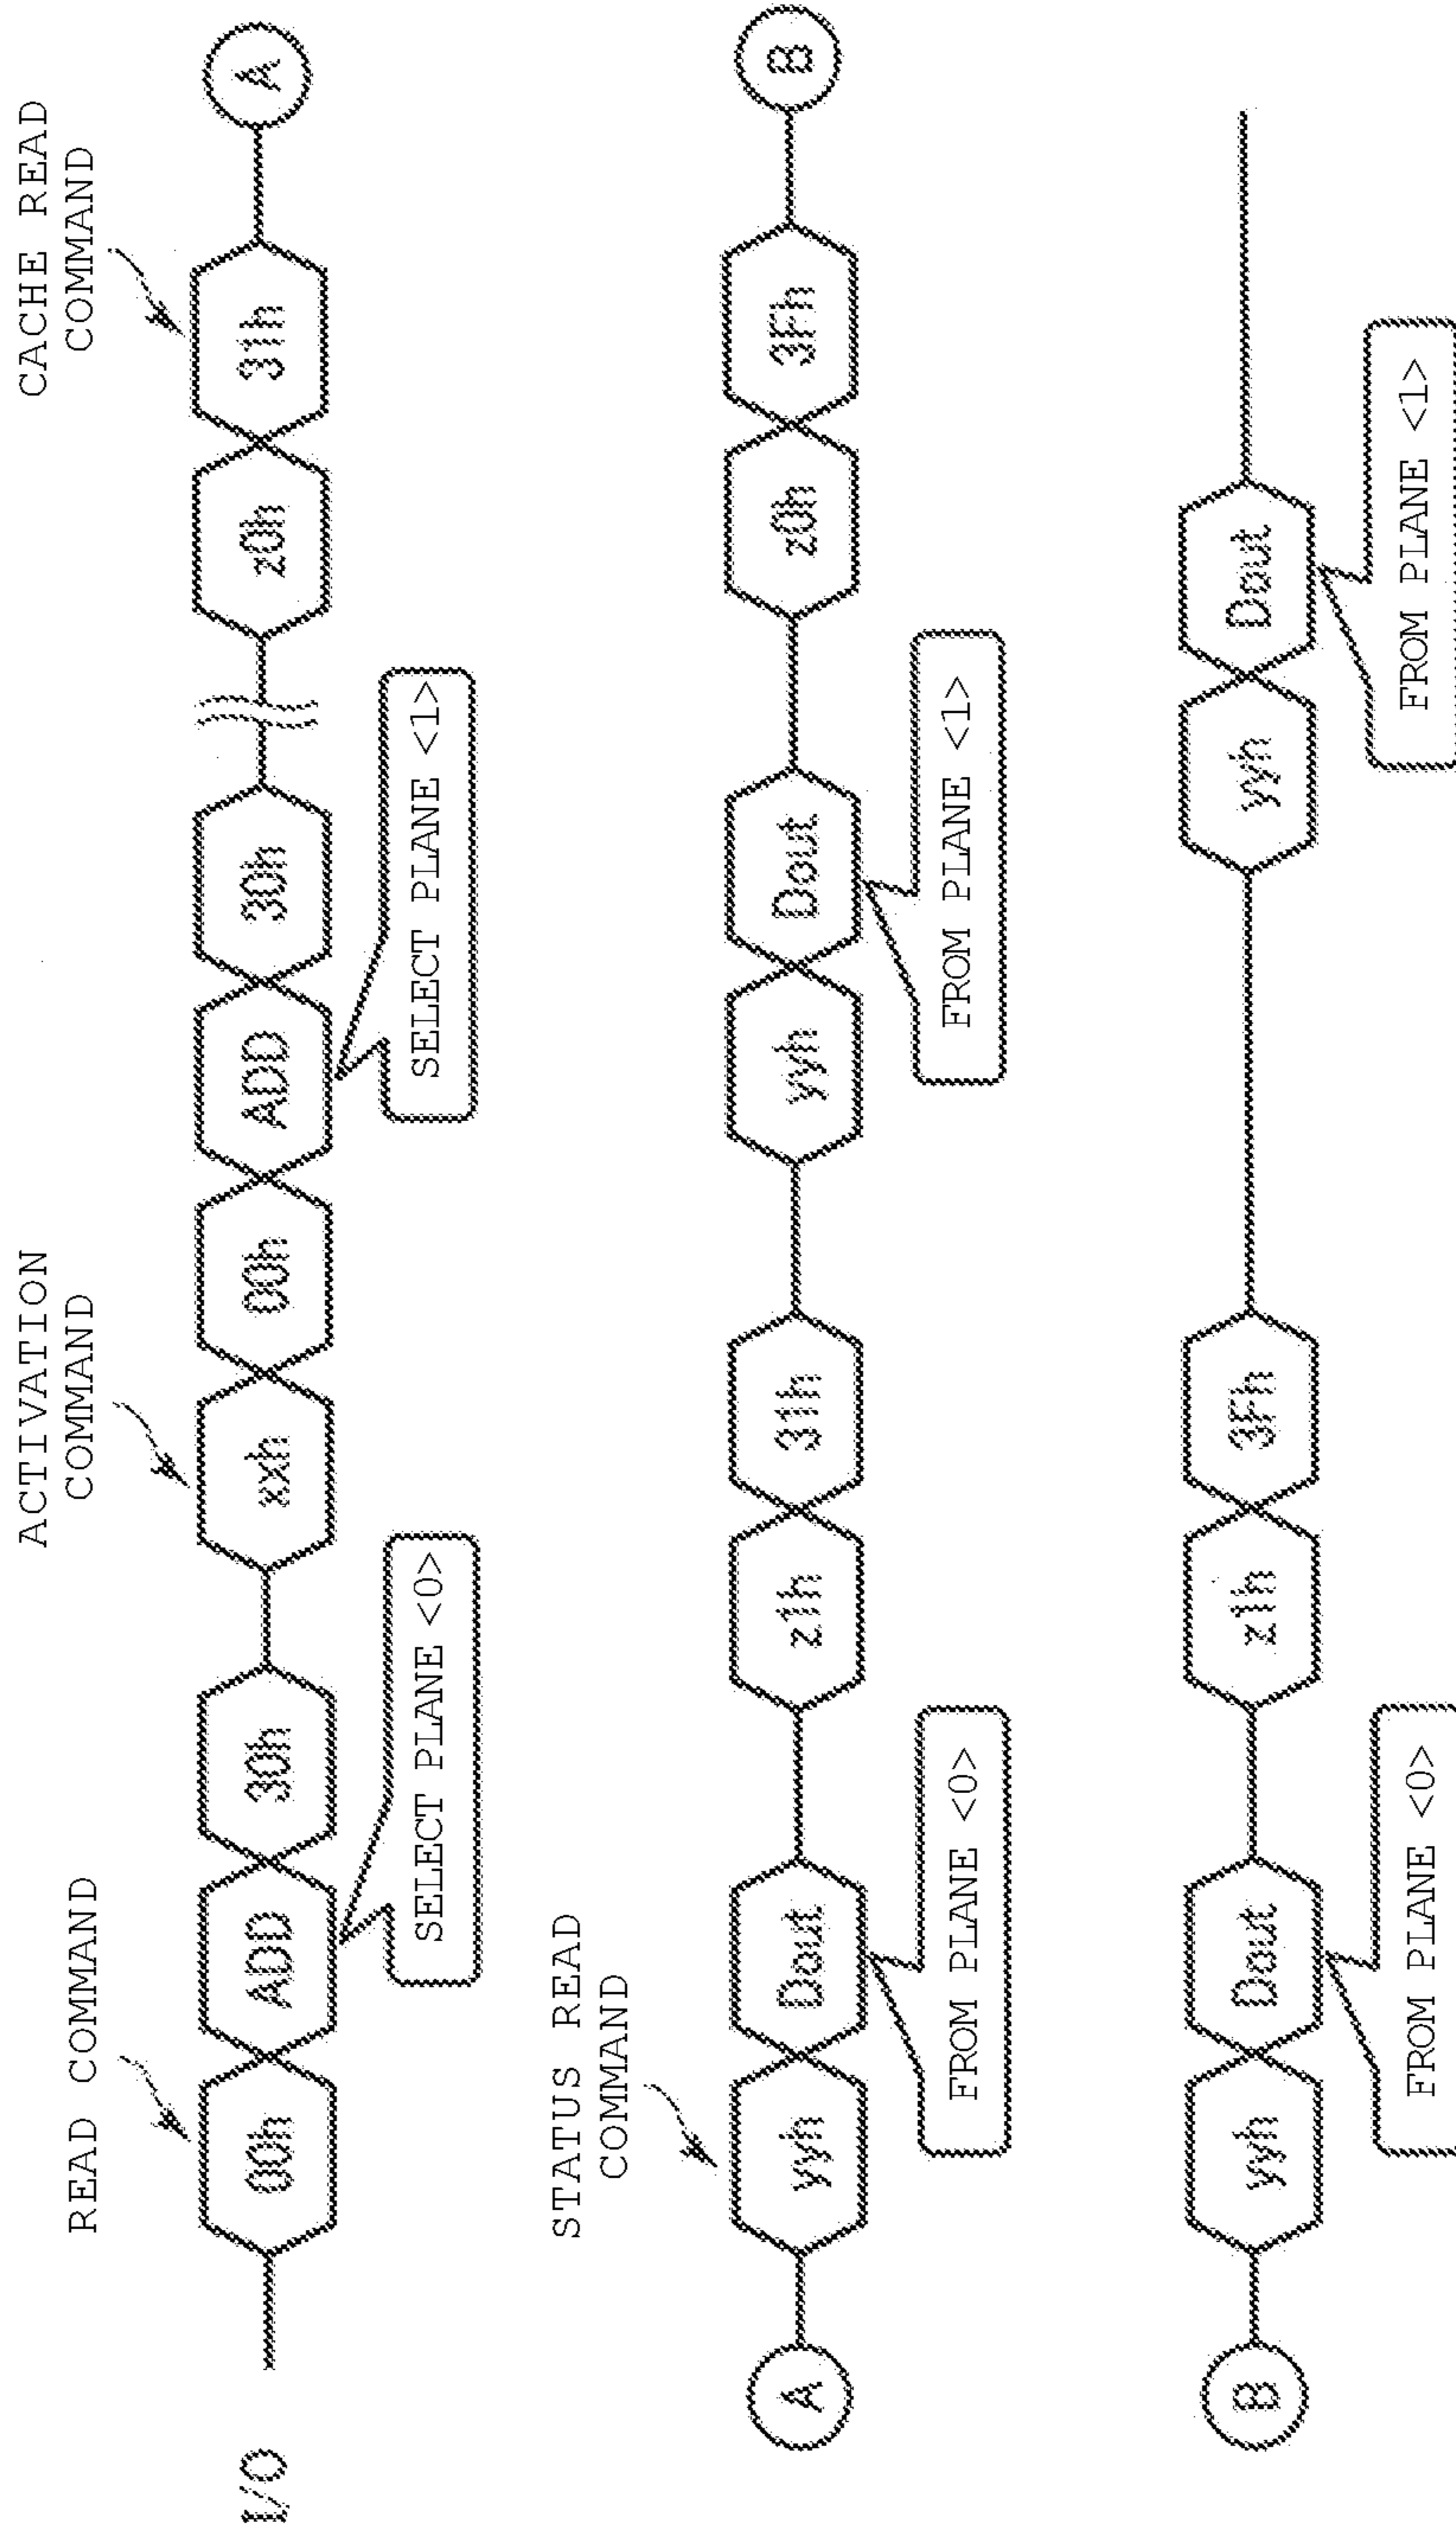 READ COMMAND
ACTIVATION
COMMAND
CACHE READ
COMMAND
I/O 00h ADD 30h xxh 00h ADD 30h z0h 31h A
SELECT PLANE <0>
SELECT PLANE <1>
STATUS READ
COMMAND
A yyh Dout z1h 31h yyh Dout z0h 3Fh B
FROM PLANE <0>
FROM PLANE <1>
B yyh Dout z1h 3Fh yyh Dout
FROM PLANE <0>
FROM PLANE <1>